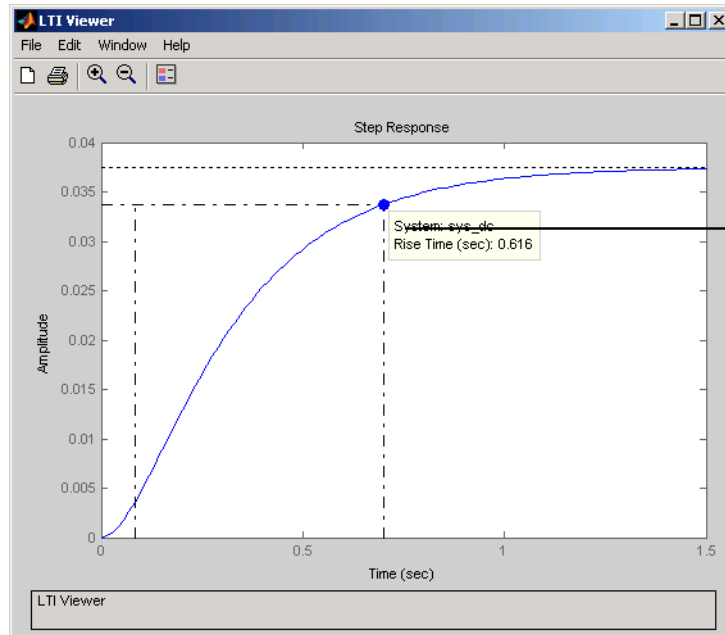 LTI Viewer
File Edit Window Help
Step Response
0.04
0.035
0.03
0.025
0.02
0.015
0.01
0.005
0
Amplitude
System: sys_dc
Rise Time (sec): 0.616
0 0.5 1 1.5
Time (sec)
LTI Viewer